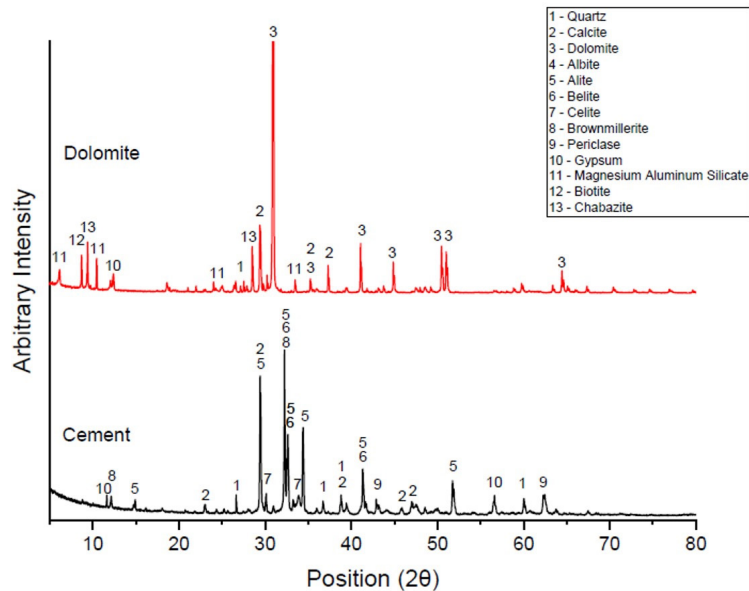 1 - Quartz
2 - Calcite
3 - Dolomite
4 - Albite
5 - Alite
6 - Belite
7 - Celite
8 - Brownmillerite
9 - Periclase
10 - Gypsum
11 - Magnesium Aluminum Silicate
12 - Biotite
13 - Chabazite
Arbitrary Intensity
Dolomite
11
12
13
11
10
11
1
13
2
3
11
2
3
2
3
3
3
3
3
Cement
10
8
5
2
1
2
5
7
5
6
8
5
6
7
5
1
1
2
5
6
9
2
2
5
10
1
9
10 20 30 40 50 60 70 80
Position (2θ)